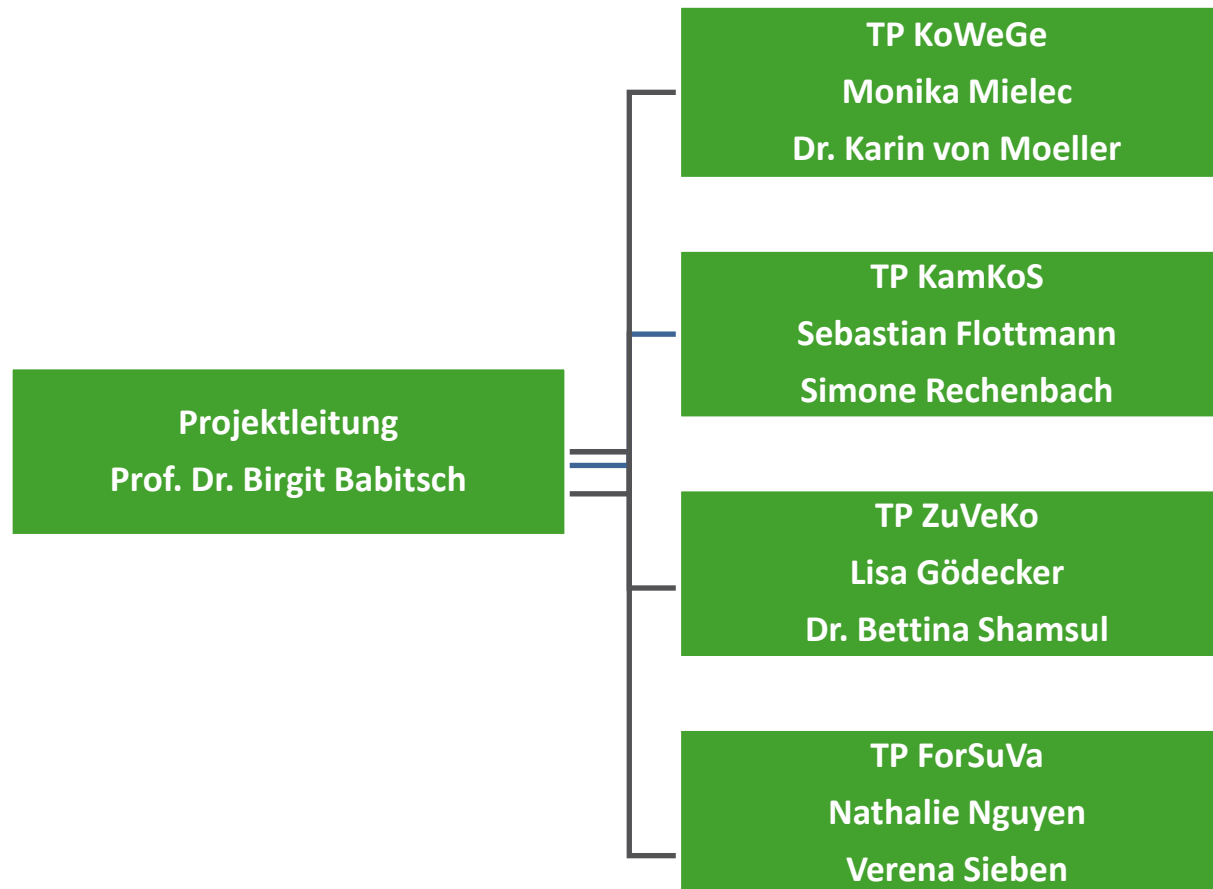 Projektleitung
Prof. Dr. Birgit Babitsch
TP KoWeGe
Monika Mielec
Dr. Karin von Moeller
TP KamKoS
Sebastian Flottmann
Simone Rechenbach
TP ZuVeKo
Lisa Gödecker
Dr. Bettina Shamsul
TP ForSuVa
Nathalie Nguyen
Verena Sieben